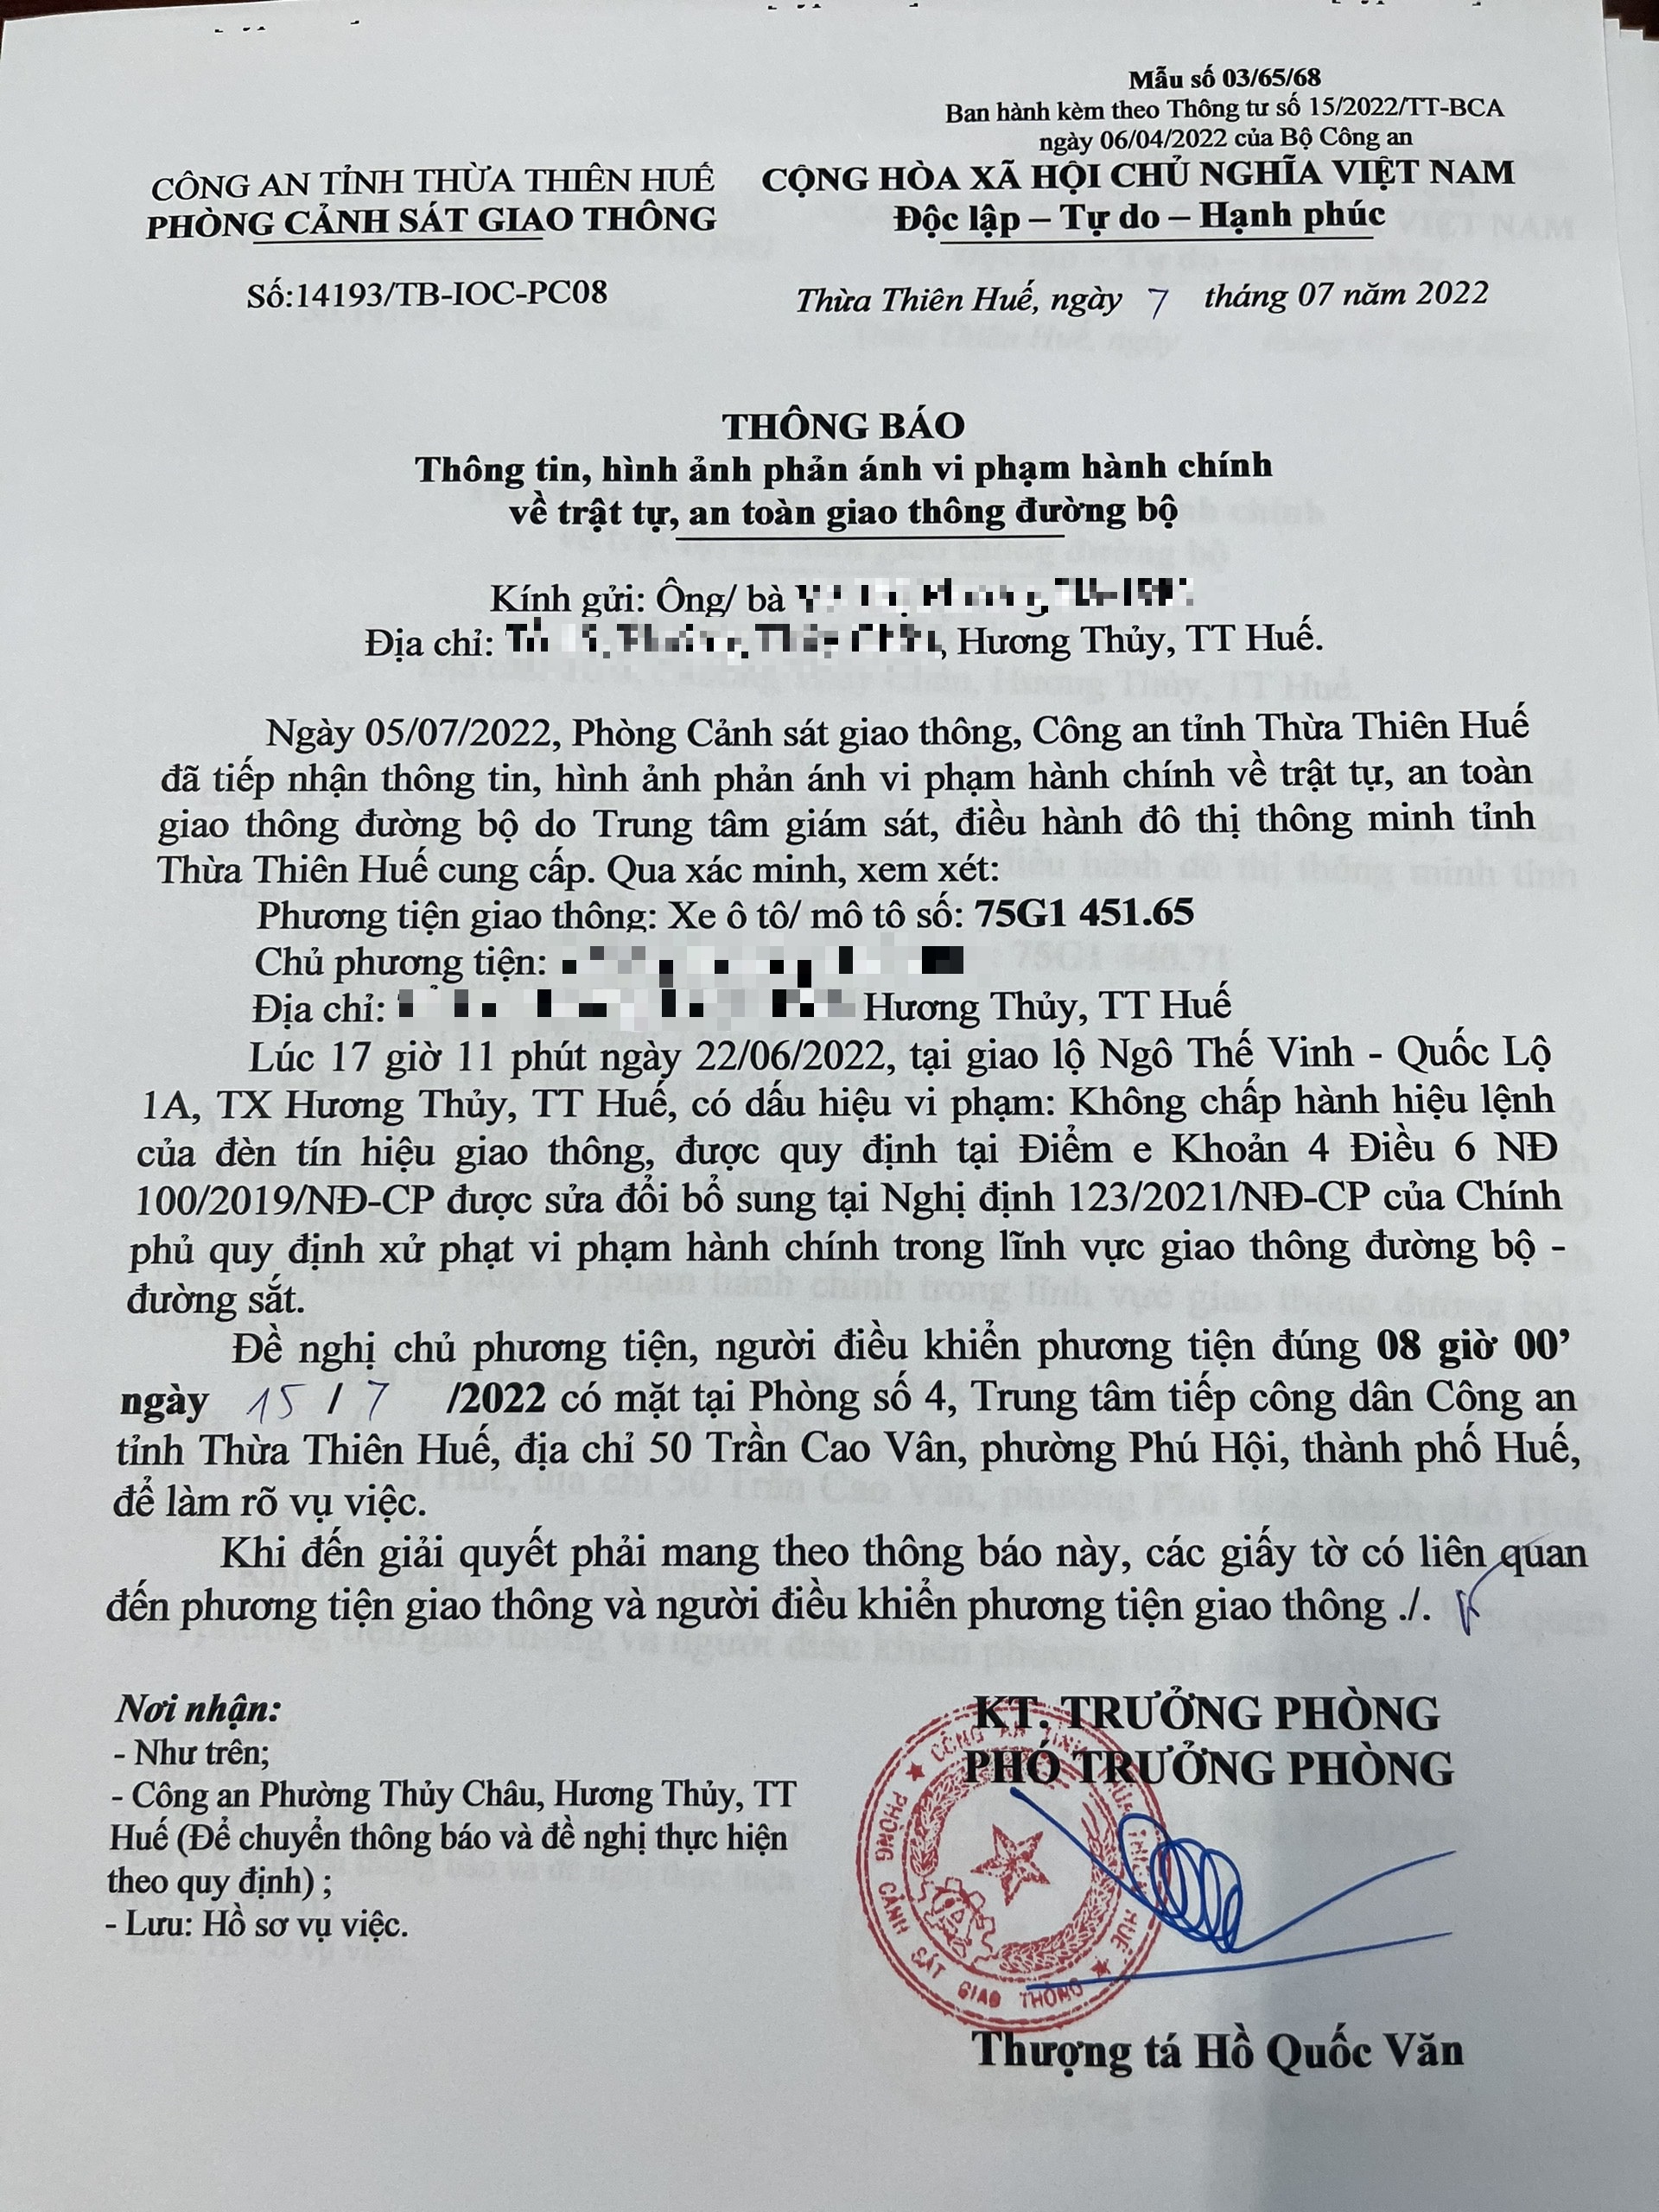 Mẫu số 03/65/68
Ban hành kèm theo Thông tư số 15/2022/TT-BCA
ngày 06/04/2022 của Bộ Công an
CÔNG AN TỈNH THỪA THIÊN HUẾ
PHÒNG CẢNH SÁT GIAO THÔNG
CỘNG HÒA XÃ HỘI CHỦ NGHĨA VIỆT NAM
Độc lập – Tự do – Hạnh phúc
Số:14193/TB-IOC-PC08
Thừa Thiên Huế, ngày 7 tháng 07 năm 2022
THÔNG BÁO
Thông tin, hình ảnh phản ánh vi phạm hành chính
về trật tự, an toàn giao thông đường bộ
Kính gửi: Ông/ bà
Địa chỉ: , Hương Thủy, TT Huế.
Ngày 05/07/2022, Phòng Cảnh sát giao thông, Công an tỉnh Thừa Thiên Huế
đã tiếp nhận thông tin, hình ảnh phản ánh vi phạm hành chính về trật tự, an toàn
giao thông đường bộ do Trung tâm giám sát, điều hành đô thị thông minh tỉnh
Thừa Thiên Huế cung cấp. Qua xác minh, xem xét:
Phương tiện giao thông: Xe ô tô/ mô tô số: 75G1 451.65
Chủ phương tiện:
Địa chỉ: Hương Thủy, TT Huế
Lúc 17 giờ 11 phút ngày 22/06/2022, tại giao lộ Ngô Thế Vinh - Quốc Lộ
1A, TX Hương Thủy, TT Huế, có dấu hiệu vi phạm: Không chấp hành hiệu lệnh
của đèn tín hiệu giao thông, được quy định tại Điểm e Khoản 4 Điều 6 NĐ
100/2019/NĐ-CP được sửa đổi bổ sung tại Nghị định 123/2021/NĐ-CP của Chính
phủ quy định xử phạt vi phạm hành chính trong lĩnh vực giao thông đường bộ -
đường sắt.
Đề nghị chủ phương tiện, người điều khiển phương tiện đúng 08 giờ 00’
ngày 15 / 7 /2022 có mặt tại Phòng số 4, Trung tâm tiếp công dân Công an
tỉnh Thừa Thiên Huế, địa chỉ 50 Trần Cao Vân, phường Phú Hội, thành phố Huế,
để làm rõ vụ việc.
Khi đến giải quyết phải mang theo thông báo này, các giấy tờ có liên quan
đến phương tiện giao thông và người điều khiển phương tiện giao thông ./.
Nơi nhận:
- Như trên;
- Công an Phường Thủy Châu, Hương Thủy, TT
Huế (Để chuyển thông báo và đề nghị thực hiện
theo quy định) ;
- Lưu: Hồ sơ vụ việc.
KT. TRƯỞNG PHÒNG
PHÓ TRƯỞNG PHÒNG
CÔNG AN TỈNH THỪA THIÊN HUẾ
PHÒNG CẢNH SÁT GIAO THÔNG
Thượng tá Hồ Quốc Văn